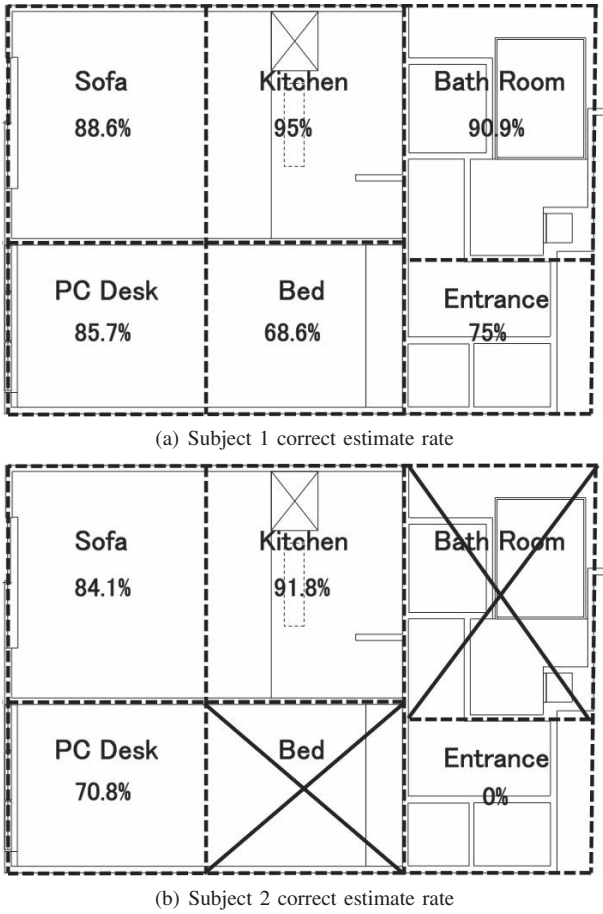 Sofa Kitchen Bath Room
88.6% 95% 90.9%
PC Desk Bed Entrance
85.7% 68.6% 75%
(a) Subject 1 correct estimate rate
Sofa Kitchen Bath Room
84.1% 91.8%
PC Desk Bed Entrance
70.8% 0%
(b) Subject 2 correct estimate rate